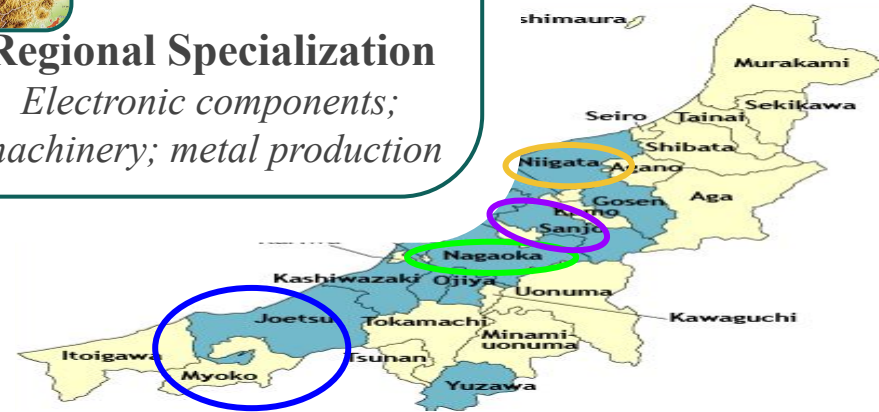 shimaura
Regional Specialization
Electronic components;
machinery; metal production
Murakami
Sekikawa
Seiro
Tainai
Shibata
Niigata
Agano
Aga
Gosen
Kamo
Sanjo
Nagaoka
Kashiwazaki
Ojiya
Uonuma
Kawaguchi
Joetsu
Tokamachi
Minami-
uonuma
Itoigawa
Tsunan
Myoko
Yuzawa